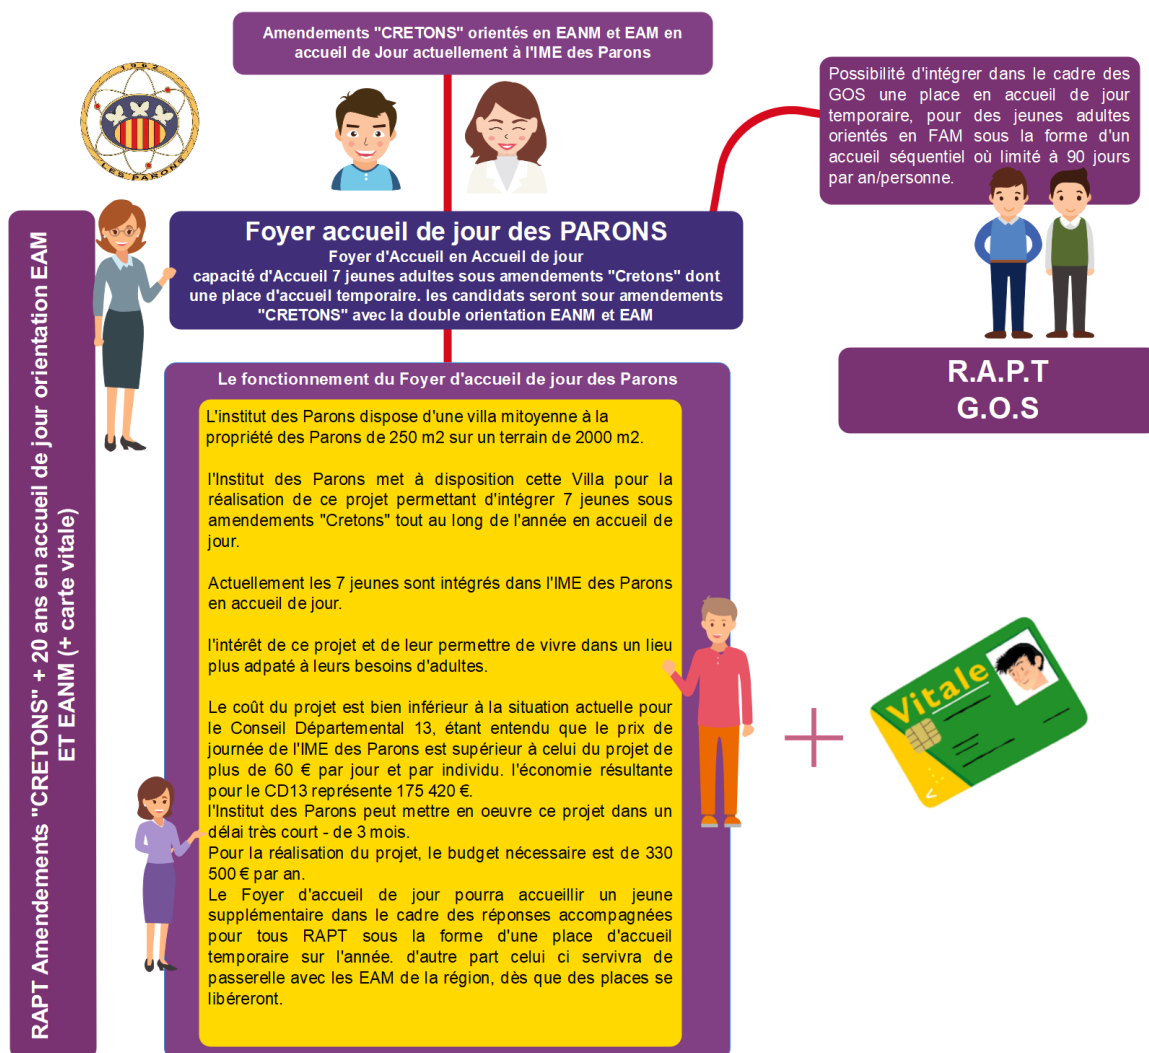 Amendements "CRETONS" orientés en EANM et EAM en
accueil de Jour actuellement à l'IME des Parons
1962
LES PARONS
Possibilité d'intégrer dans le cadre des
GOS une place en accueil de jour
temporaire, pour des jeunes adultes
orientés en FAM sous la forme d'un
accueil séquentiel où limité à 90 jours
par an/personne.
R.A.P.T
G.O.S
RAPT Amendements "CRETONS" + 20 ans en accueil de jour orientation EAM
ET EANM (+ carte vitale)
Foyer accueil de jour des PARONS
Foyer d'Accueil en Accueil de jour
capacité d'Accueil 7 jeunes adultes sous amendements "Cretons" dont
une place d'accueil temporaire. les candidats seront sour amendements
"CRETONS" avec la double orientation EANM et EAM
Le fonctionnement du Foyer d'accueil de jour des Parons
L'institut des Parons dispose d'une villa mitoyenne à la
propriété des Parons de 250 m2 sur un terrain de 2000 m2.
l'Institut des Parons met à disposition cette Villa pour la
réalisation de ce projet permettant d'intégrer 7 jeunes sous
amendements "Cretons" tout au long de l'année en accueil de
jour.
Actuellement les 7 jeunes sont intégrés dans l'IME des Parons
en accueil de jour.
l'intérêt de ce projet et de leur permettre de vivre dans un lieu
plus adpaté à leurs besoins d'adultes.
Le coût du projet est bien inférieur à la situation actuelle pour
le Conseil Départemental 13, étant entendu que le prix de
journée de l'IME des Parons est supérieur à celui du projet de
plus de 60 € par jour et par individu. l'économie résultante
pour le CD13 représente 175 420 €.
l'Institut des Parons peut mettre en oeuvre ce projet dans un
délai très court - de 3 mois.
Pour la réalisation du projet, le budget nécessaire est de 330
500 € par an.
Le Foyer d'accueil de jour pourra accueillir un jeune
supplémentaire dans le cadre des réponses accompagnées
pour tous RAPT sous la forme d'une place d'accueil
temporaire sur l'année. d'autre part celui ci servivra de
passerelle avec les EAM de la région, dès que des places se
libéreront.
Vitale